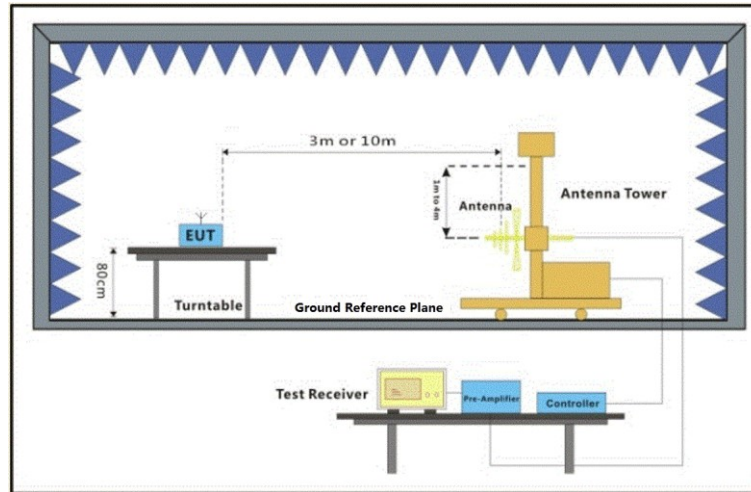 3m or 10m
1m to 4m
Antenna
Antenna Tower
EUT
80cm
Turntable
Ground Reference Plane
Test Receiver
Pre-Amplifier
Controller